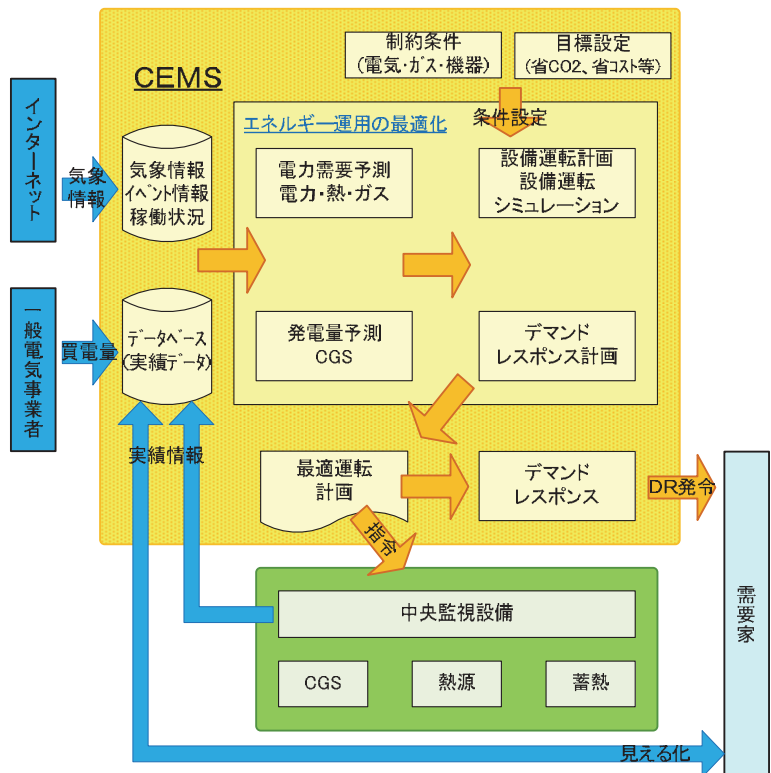 制約条件
(電気・ガス・機器)
目標設定
(省CO2、省コスト等)
CEMS
インターネット
気象
情報
気象情報
イベント情報
稼働状況
エネルギー運用の最適化
条件設定
電力需要予測
電力・熱・ガス
設備運転計画
設備運転
シミュレーション
一般電気事業者
買電量
データベース
(実績データ)
発電量予測
CGS
デマンド
レスポンス計画
実績情報
最適運転
計画
デマンド
レスポンス
DR発令
指令
需要家
中央監視設備
CGS
熱源
蓄熱
見える化